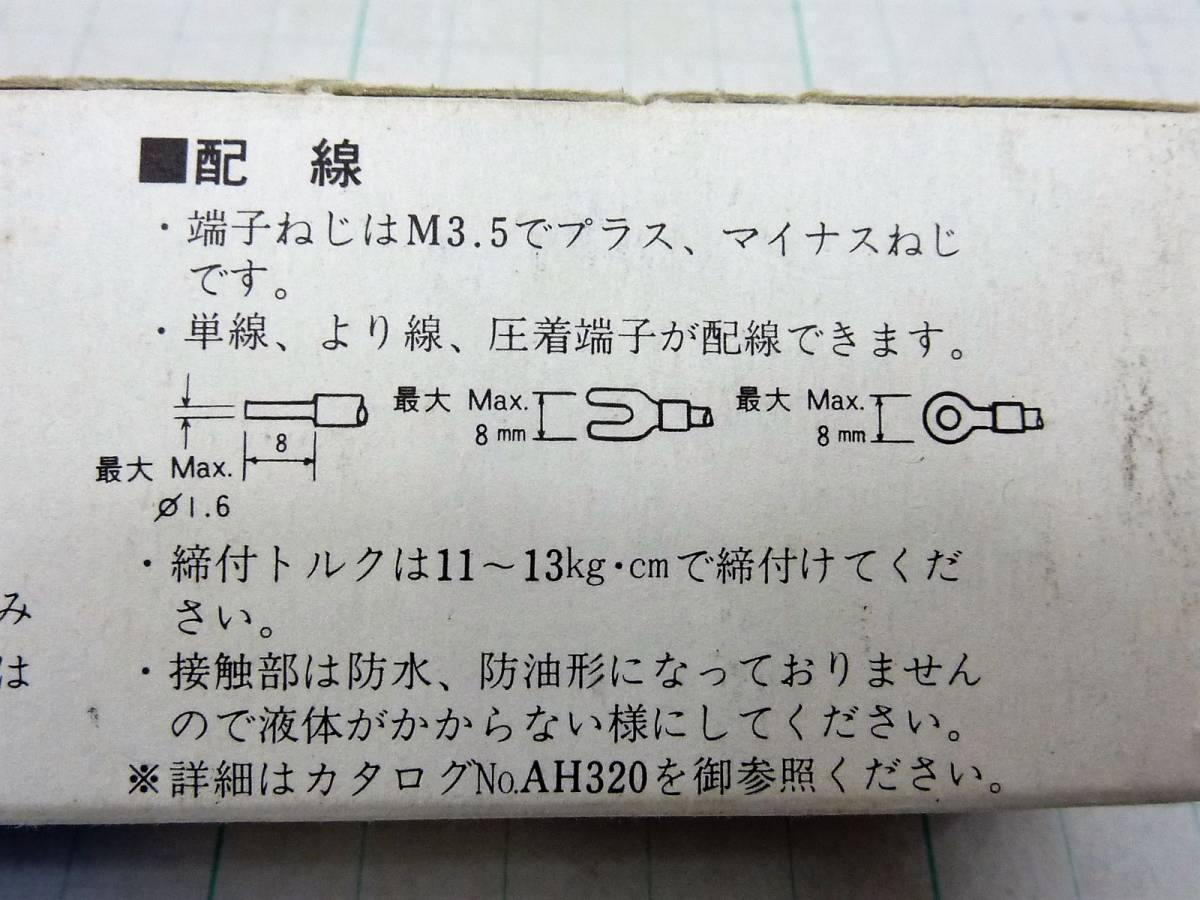 ■配 線
・端子ねじはM3.5でプラス、マイナスねじ
です。
・単線、より線、圧着端子が配線できます。
最大 Max.
8 mm
最大 Max.
8 mm
8
最大 Max.
φ1.6
・締付トルクは11～13kg・cmで締付けてくだ
さい。
み
・接触部は防水、防油形になっておりません
は
ので液体がかからない様にしてください。
※詳細はカタログNo.AH320を御参照ください。